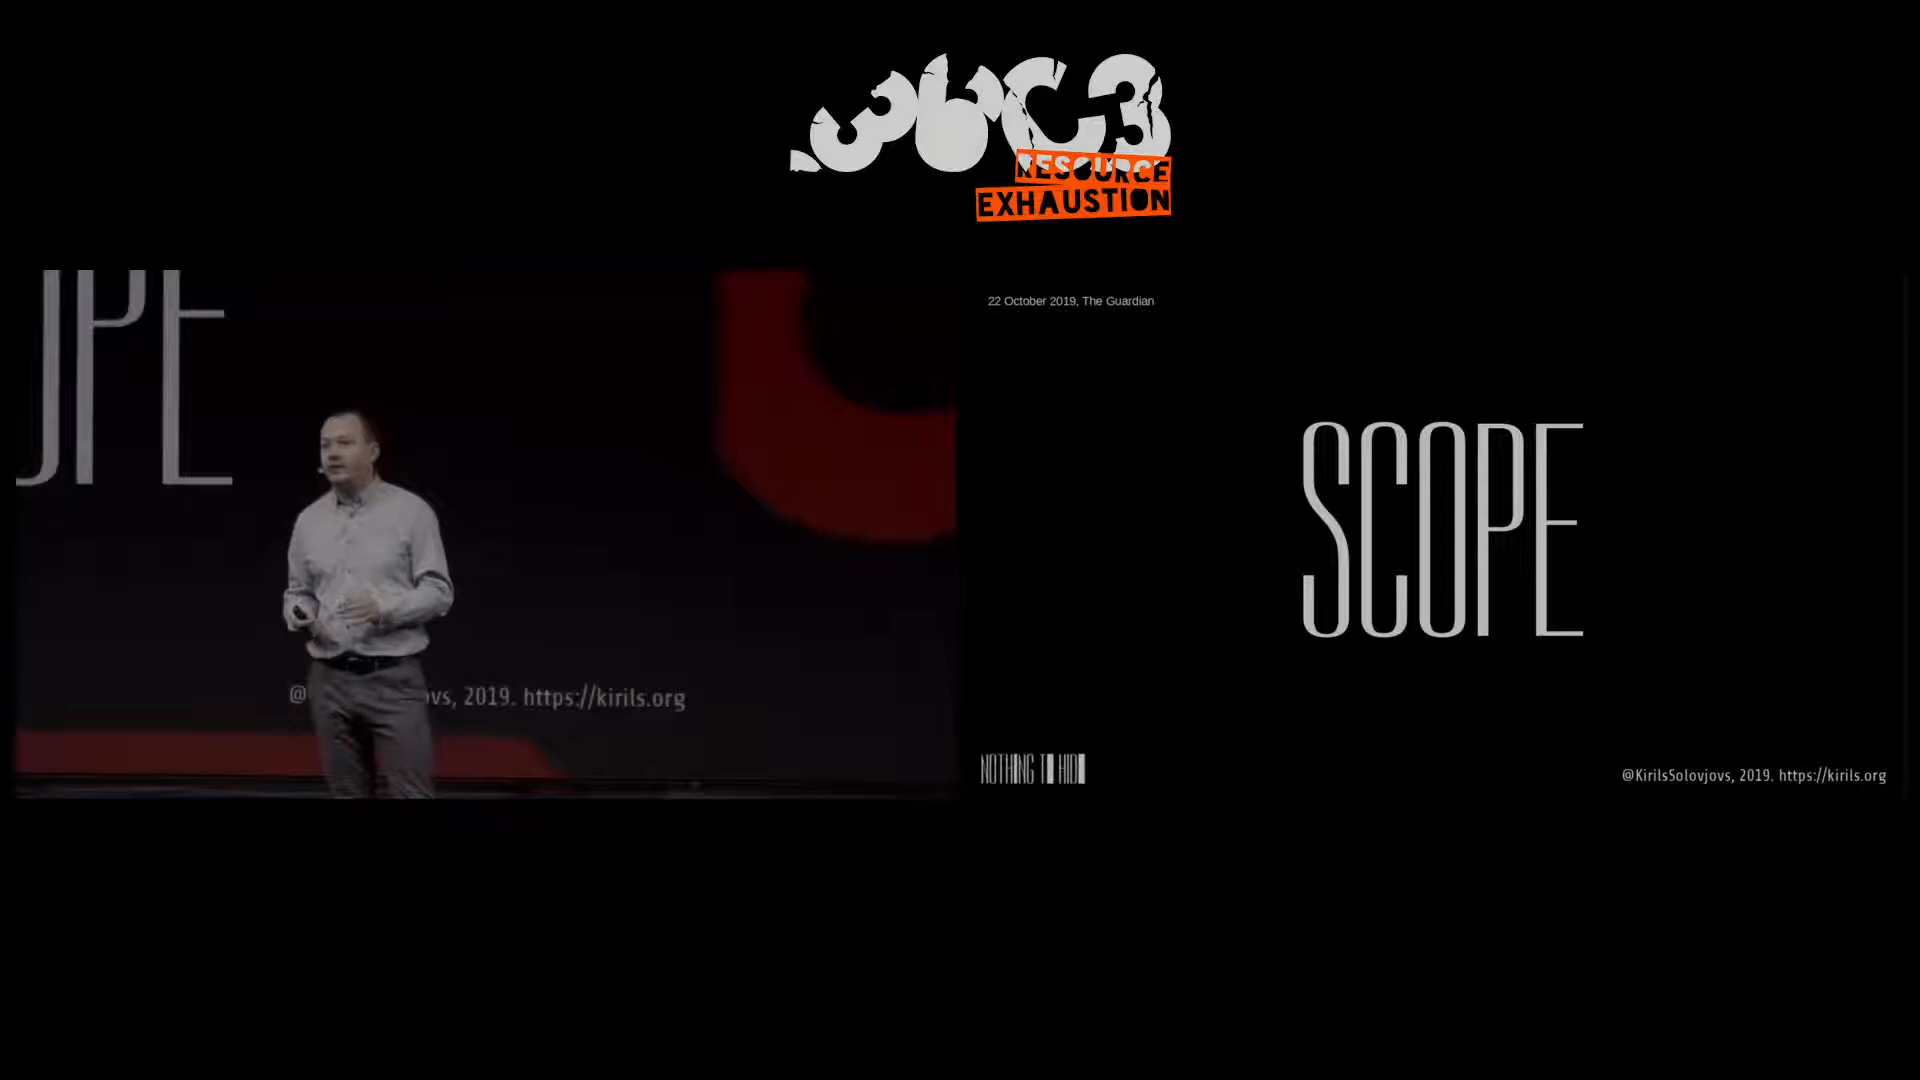 36C3
RESOURCE
EXHAUSTION
OPE
@ vs, 2019. https://kirils.org
22 October 2019, The Guardian
SCOPE
NOTHING TO HIDE
@KirilsSolovjovs, 2019. https://kirils.org